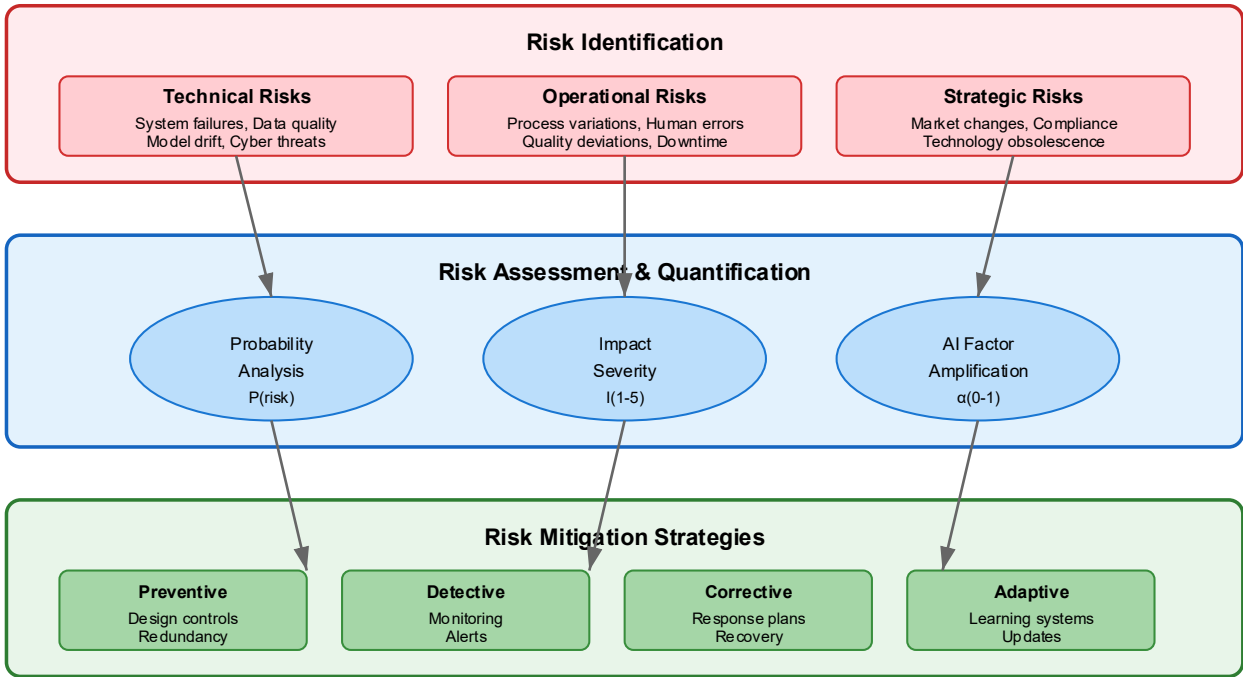 Risk Identification
Technical Risks
System failures, Data quality
Model drift, Cyber threats
Operational Risks
Process variations, Human errors
Quality deviations, Downtime
Strategic Risks
Market changes, Compliance
Technology obsolescence
Risk Assessment & Quantification
Probability
Analysis
P(risk)
Impact
Severity
I(1-5)
AI Factor
Amplification
α(0-1)
Risk Mitigation Strategies
Preventive
Design controls
Redundancy
Detective
Monitoring
Alerts
Corrective
Response plans
Recovery
Adaptive
Learning systems
Updates